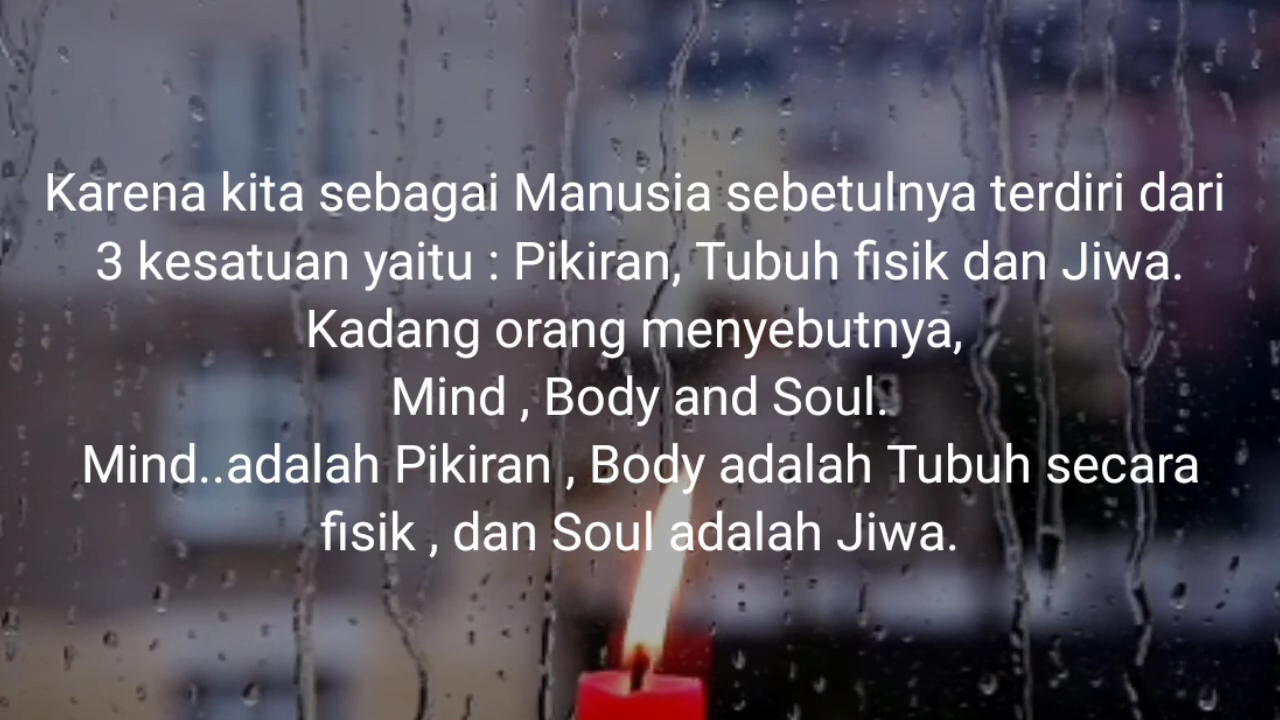 Karena kita sebagai Manusia sebetulnya terdiri dari
3 kesatuan yaitu : Pikiran, Tubuh fisik dan Jiwa.
Kadang orang menyebutnya,
Mind , Body and Soul.
Mind..adalah Pikiran , Body adalah Tubuh secara
fisik , dan Soul adalah Jiwa.